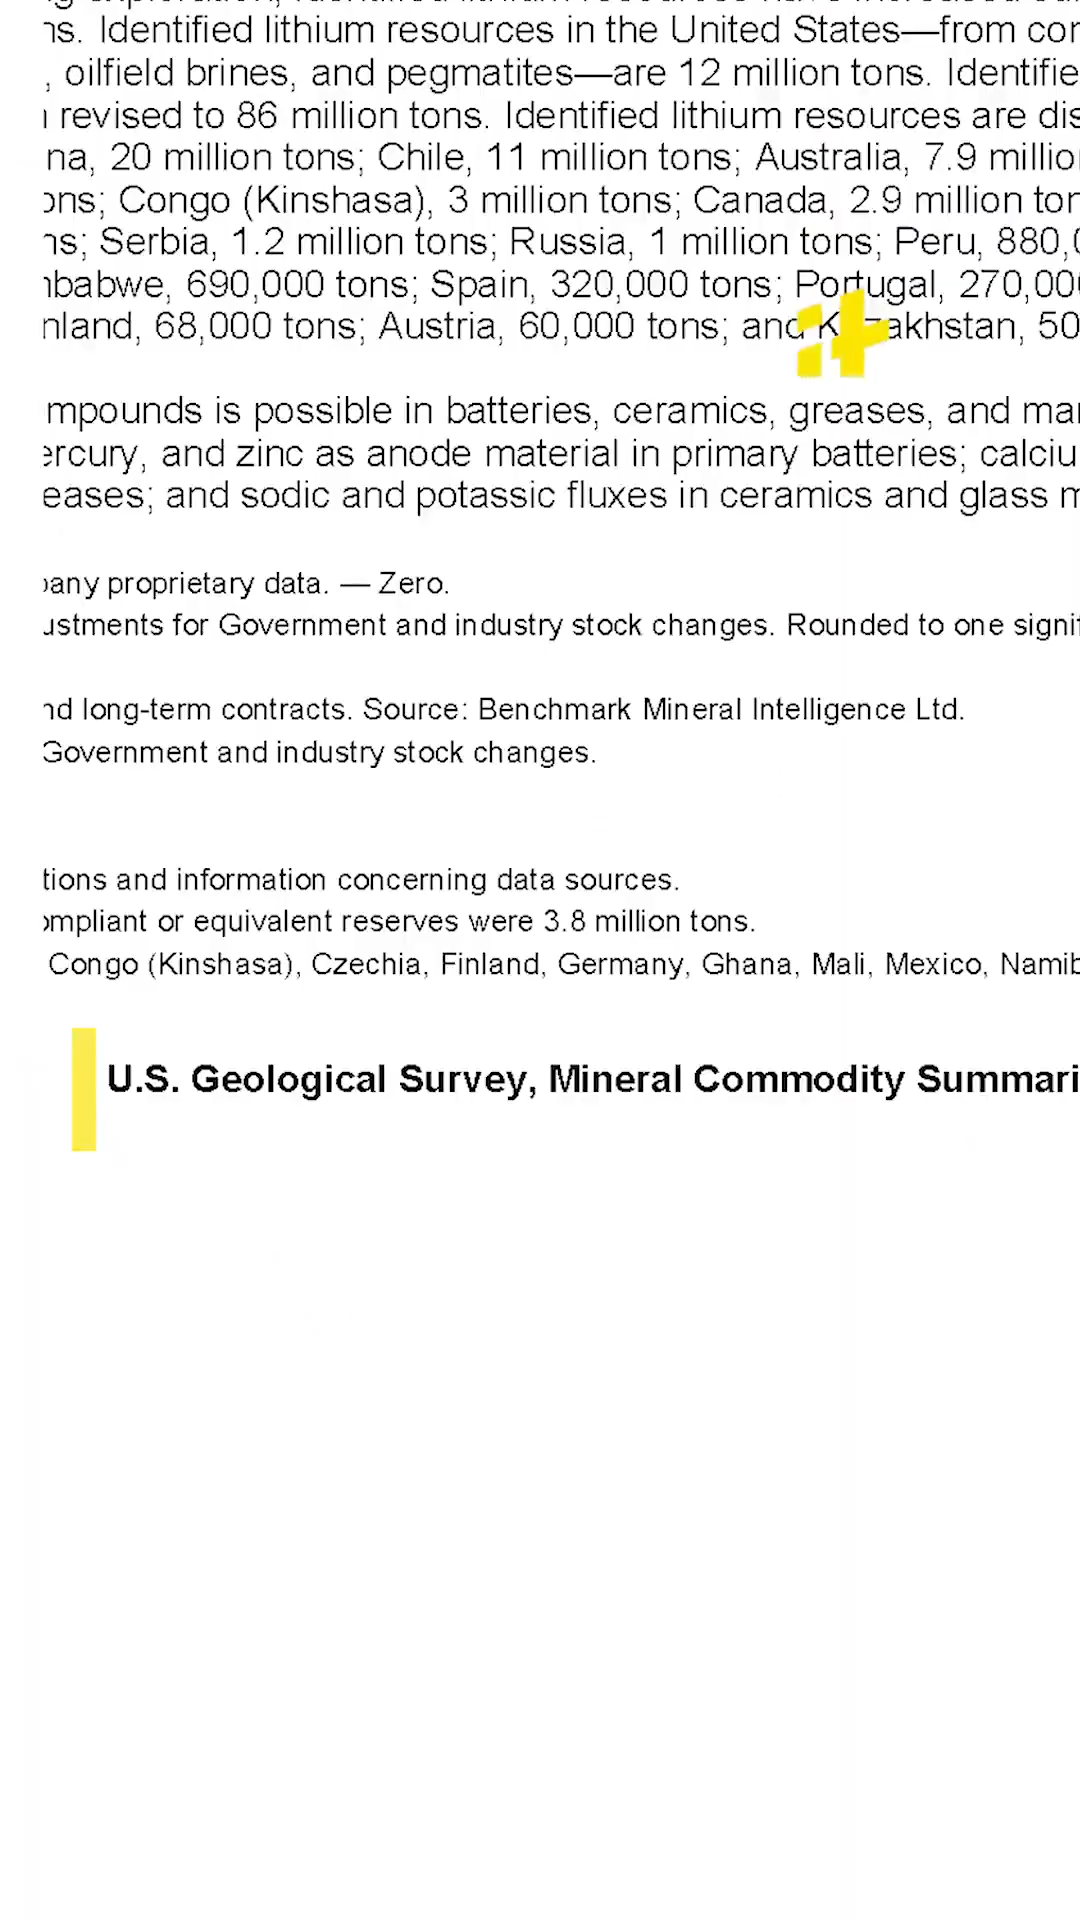 ns. Identified lithium resources in the United States—from con
, oilfield brines, and pegmatites—are 12 million tons. Identifie
revised to 86 million tons. Identified lithium resources are dis
na, 20 million tons; Chile, 11 million tons; Australia, 7.9 millio
ons; Congo (Kinshasa), 3 million tons; Canada, 2.9 million ton
ns; Serbia, 1.2 million tons; Russia, 1 million tons; Peru, 880,0
nbabwe, 690,000 tons; Spain, 320,000 tons; Portugal, 270,000
nland, 68,000 tons; Austria, 60,000 tons; and Kazakhstan, 50
mpounds is possible in batteries, ceramics, greases, and man
ercury, and zinc as anode material in primary batteries; calciu
eases; and sodic and potassic fluxes in ceramics and glass m
pany proprietary data. — Zero.
ustments for Government and industry stock changes. Rounded to one signif
nd long-term contracts. Source: Benchmark Mineral Intelligence Ltd.
Government and industry stock changes.
tions and information concerning data sources.
ompliant or equivalent reserves were 3.8 million tons.
Congo (Kinshasa), Czechia, Finland, Germany, Ghana, Mali, Mexico, Namib
U.S. Geological Survey, Mineral Commodity Summari